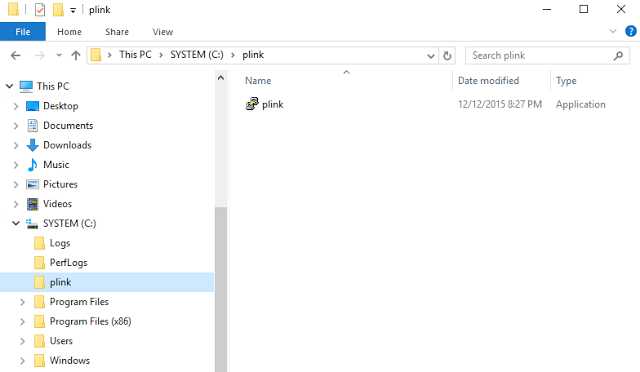 plink
File Home Share View
This PC > SYSTEM (C:) > plink Search plink
Name Date modified Type
plink 12/12/2015 8:27 PM Application
This PC
Desktop
Documents
Downloads
Music
Pictures
Videos
SYSTEM (C:)
Logs
PerfLogs
plink
Program Files
Program Files (x86)
Users
Windows